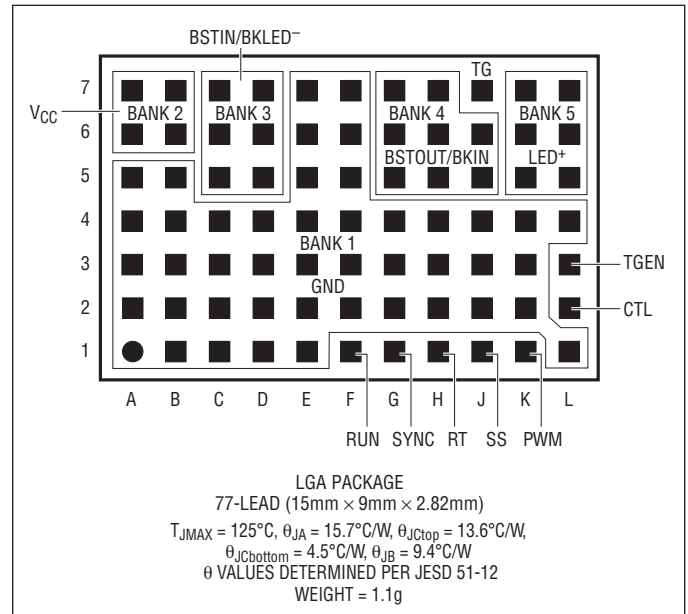 BSTIN/BKLED–
TG
7
V_CC
BANK 2
BANK 3
BANK 4
BANK 5
6
BSTOUT/BKIN
LED+
5
4
BANK 1
3
TGEN
GND
2
CTL
1
A B C D E F G H J K L
RUN SYNC RT SS PWM
LGA PACKAGE
77-LEAD (15mm × 9mm × 2.82mm)
T_JMAX = 125°C, θ_JA = 15.7°C/W, θ_JCtop = 13.6°C/W,
θ_JCbottom = 4.5°C/W, θ_JB = 9.4°C/W
θ VALUES DETERMINED PER JESD 51-12
WEIGHT = 1.1g